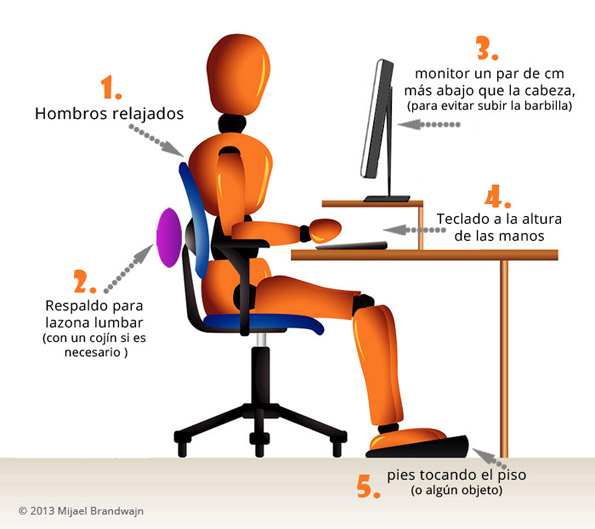 1.
Hombros relajados
2.
Respaldo para
lazona lumbar
(con un cojín si es
necesario )
3.
monitor un par de cm
más abajo que la cabeza,
(para evitar subir la barbilla)
4.
Teclado a la altura
de las manos
5.
pies tocando el piso
(o algún objeto)
© 2013 Mijael Brandwajn